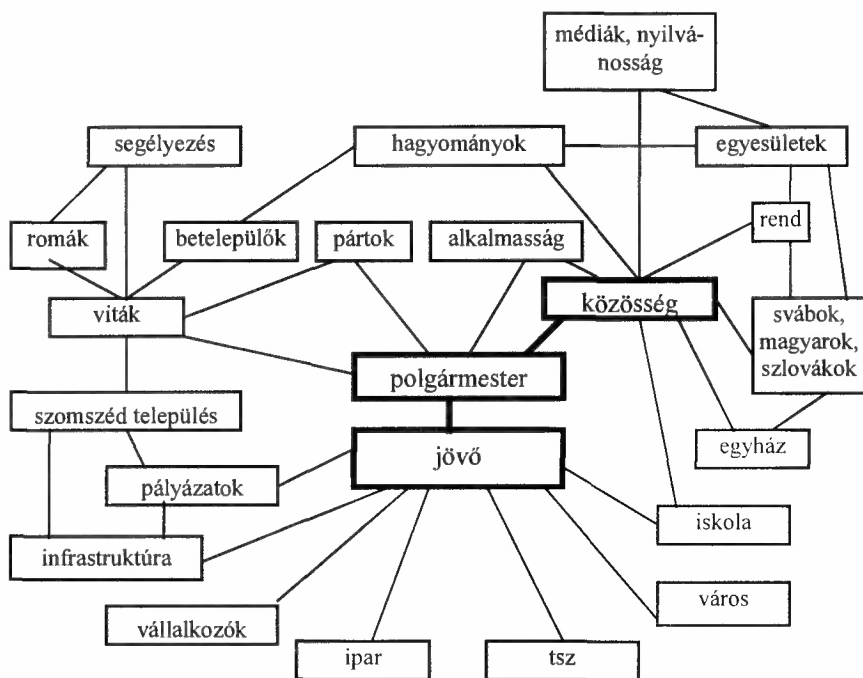 médiák, nyilvá-
nosság
segélyezés
hagyományok
egyesületek
romák
betelepülők
pártok
alkalmasság
rend
viták
közösség
svábok,
magyarok,
szlovákok
polgármester
szomszéd település
egyház
jövő
pályázatok
iskola
infrastruktúra
város
vállalkozók
ipar
tsz